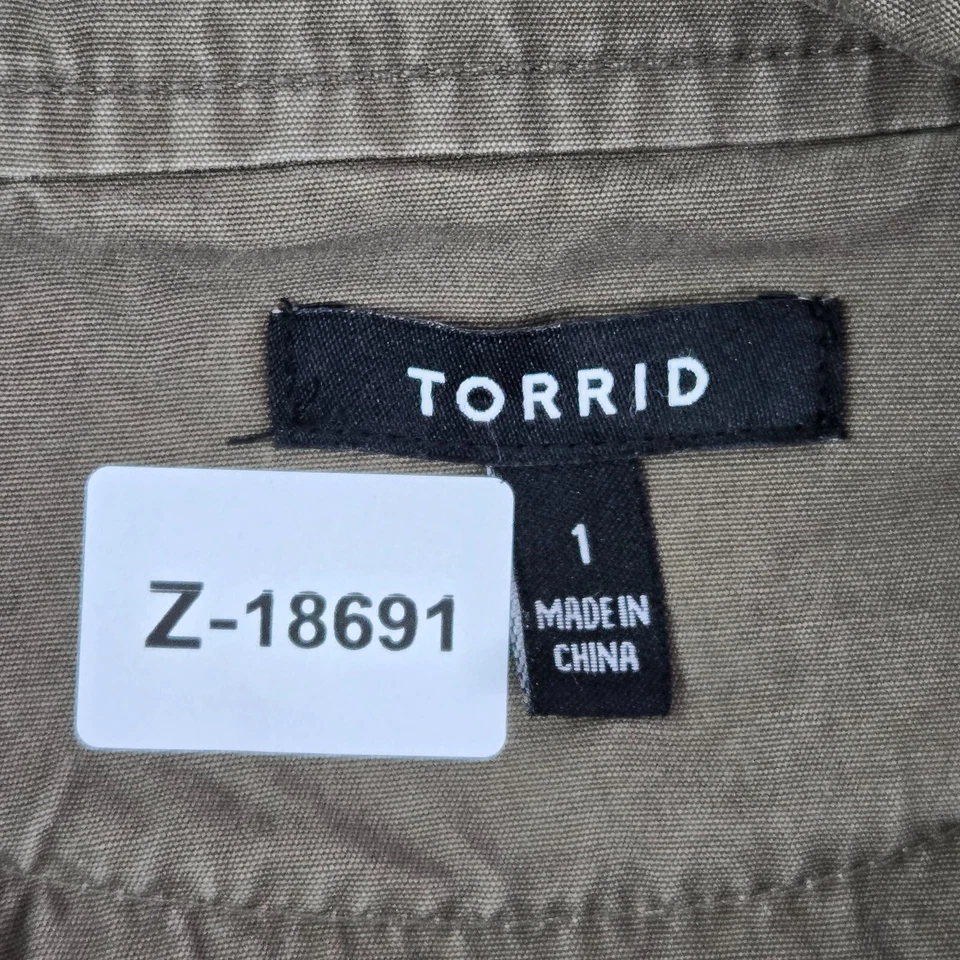 TORRID
1
MADE IN
CHINA
Z-18691